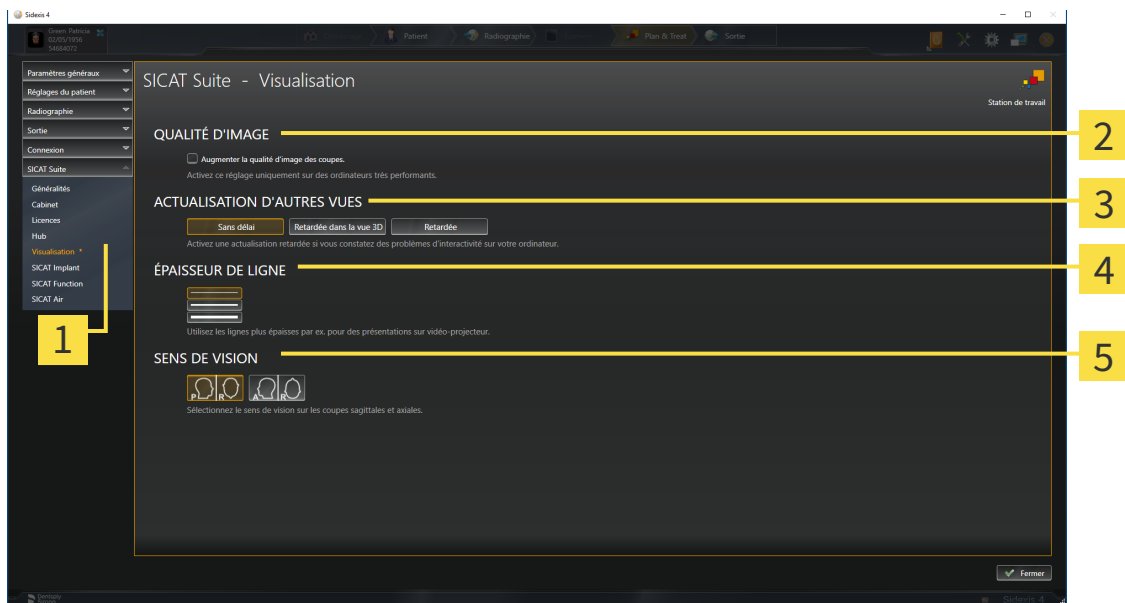 Sidexis 4
Green Patricia
02/05/1956
S4884072
Patient
Radiographie
Plan & Treat
Sortie
Paramètres généraux
Réglages du patient
Radiographie
Sortie
Connexion
SICAT Suite
Généralités
Cabinet
Licences
Hub
Visualisation *
SICAT Implant
SICAT Function
SICAT Air
1
SICAT Suite - Visualisation
Station de travail
QUALITÉ D'IMAGE
2
Augmenter la qualité d'image des coupes.
Activez ce réglage uniquement sur des ordinateurs très performants.
ACTUALISATION D'AUTRES VUES
3
Sans délai Retardée dans la vue 3D Retardée
Activez une actualisation retardée si vous constatez des problèmes d'interactivité sur votre ordinateur.
ÉPAISSEUR DE LIGNE
4
Utilisez les lignes plus épaisses par ex. pour des présentations sur vidéo-projecteur.
SENS DE VISION
5
P R A R
Sélectionnez le sens de vision sur les coupes sagittales et axiales.
Fermer
Dentsply
Sirona
Sidexis 4